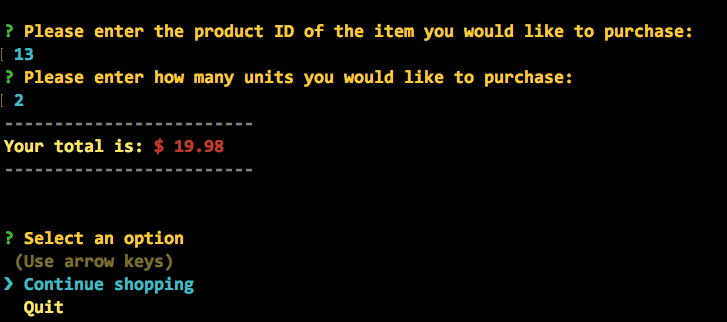 ? Please enter the product ID of the item you would like to purchase:
[ 13
? Please enter how many units you would like to purchase:
[ 2
-------------------------
Your total is: $ 19.98
-------------------------
? Select an option
(Use arrow keys)
❯ Continue shopping
Quit